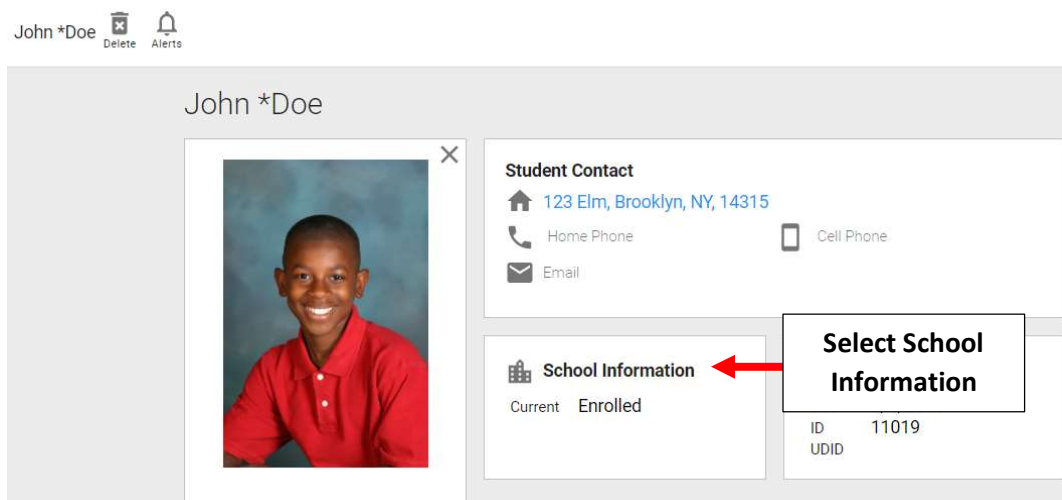 John *Doe
Delete
Alerts
John *Doe
Student Contact
123 Elm, Brooklyn, NY, 14315
Home Phone
Cell Phone
Email
School Information
Current Enrolled
Select School
Information
ID 11019
UDID